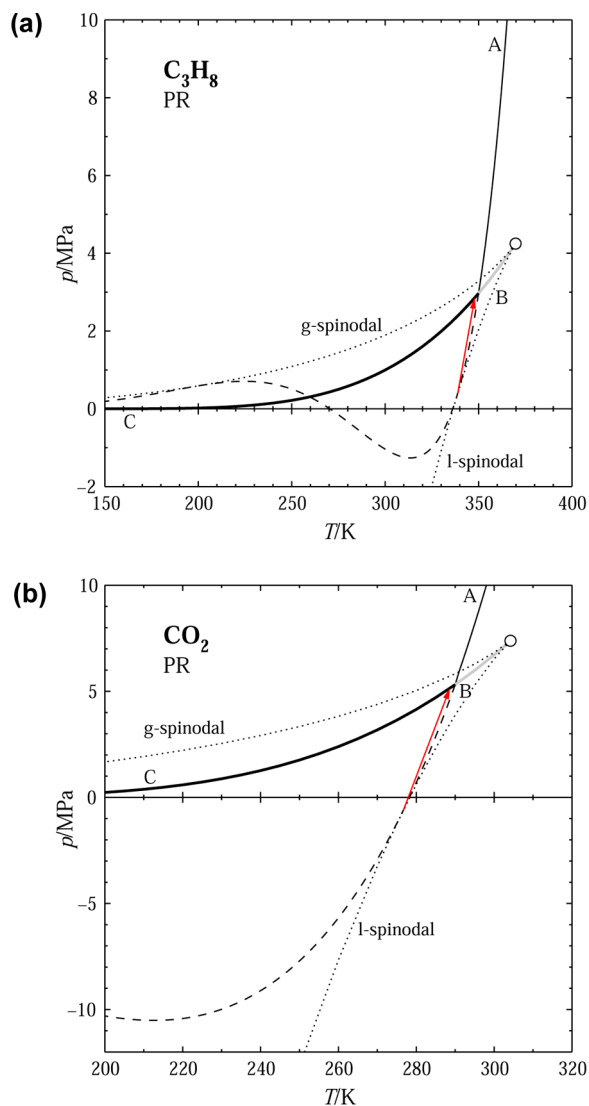 (a)
10
A
C₃H₈
PR
8
6
p/MPa
4
B
g-spinodal
2
0
C
l-spinodal
−2
150 200 250 300 350 400
T/K
(b)
10
A
CO₂
PR
5
B
g-spinodal
C
0
p/MPa
−5
l-spinodal
−10
200 220 240 260 280 300 320
T/K